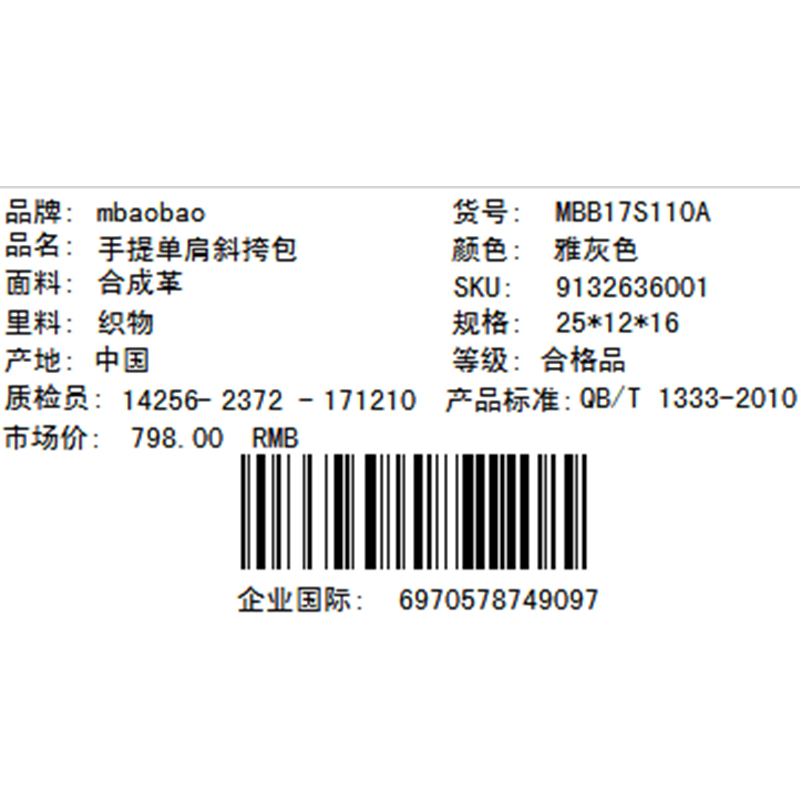 品牌: mbaobao 货号: MBB17S110A
品名: 手提单肩斜挎包 颜色: 雅灰色
面料: 合成革 SKU: 9132636001
里料: 织物 规格: 25*12*16
产地: 中国 等级: 合格品
质检员: 14256-2372 -171210 产品标准:QB/T 1333-2010
市场价: 798.00 RMB
企业国际: 6970578749097